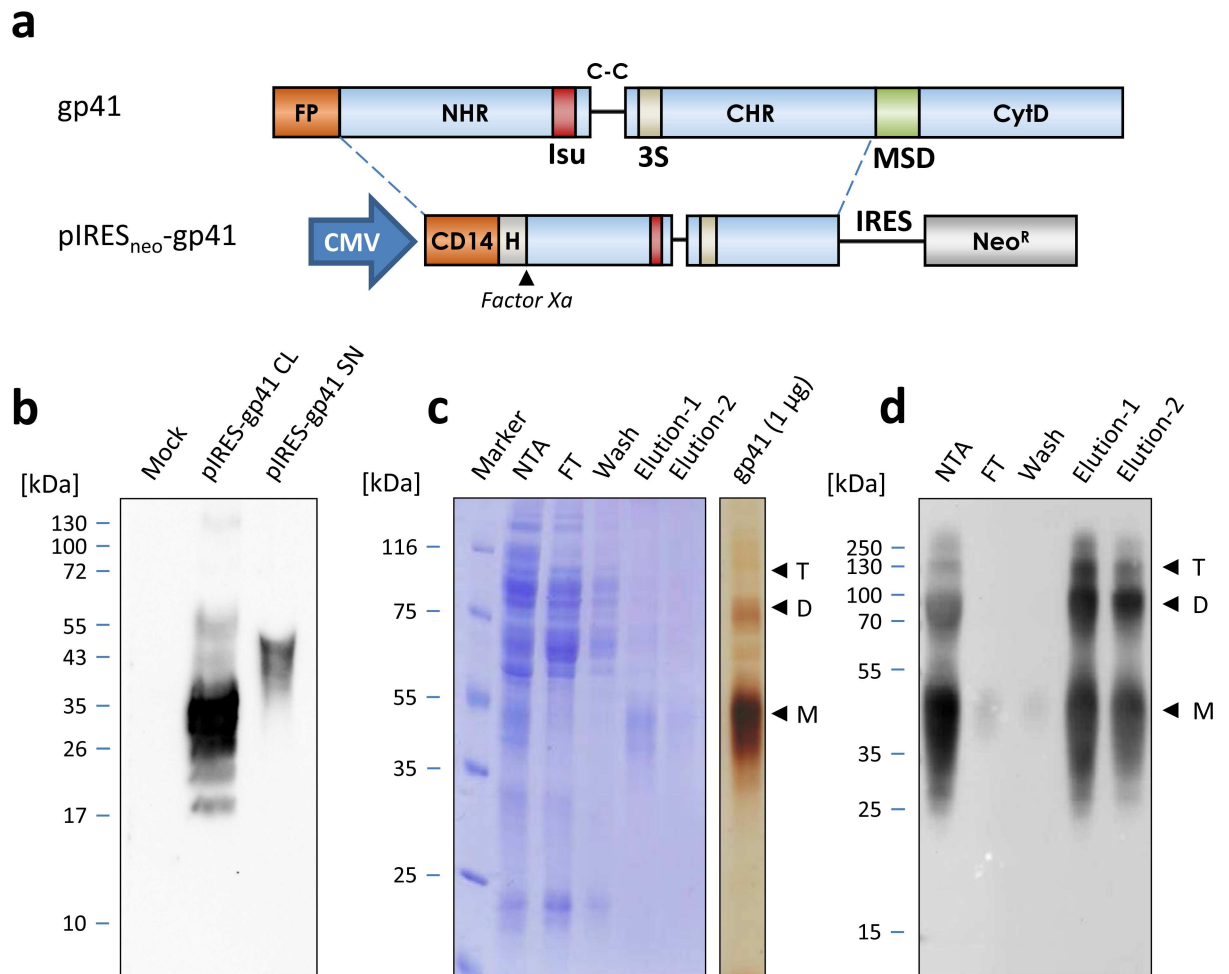 a
C-C
gp41
FP
NHR
CHR
CytD
Isu
3S
MSD
IRES
pIRESneo-gp41
CMV
CD14
H
NeoR
Factor Xa
b
Mock
pIRES-gp41 CL
pIRES-gp41 SN
[kDa]
130
100
72
55
43
35
26
17
10
c
Marker
NTA
FT
Wash
Elution-1
Elution-2
gp41 (1 µg)
[kDa]
116
75
55
35
25
T
D
M
d
NTA
FT
Wash
Elution-1
Elution-2
[kDa]
250
130
100
70
55
35
25
15
T
D
M